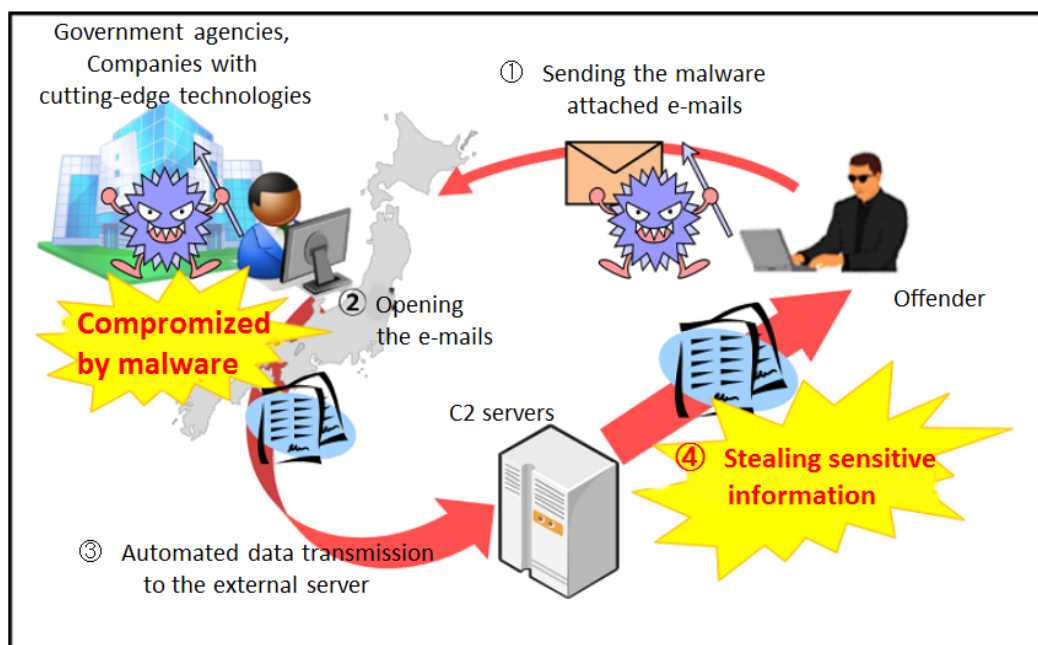 Government agencies,
Companies with
cutting-edge technologies
① Sending the malware
attached e-mails
② Opening
the e-mails
Compromized
by malware
Offender
C2 servers
④ Stealing sensitive
information
③ Automated data transmission
to the external server